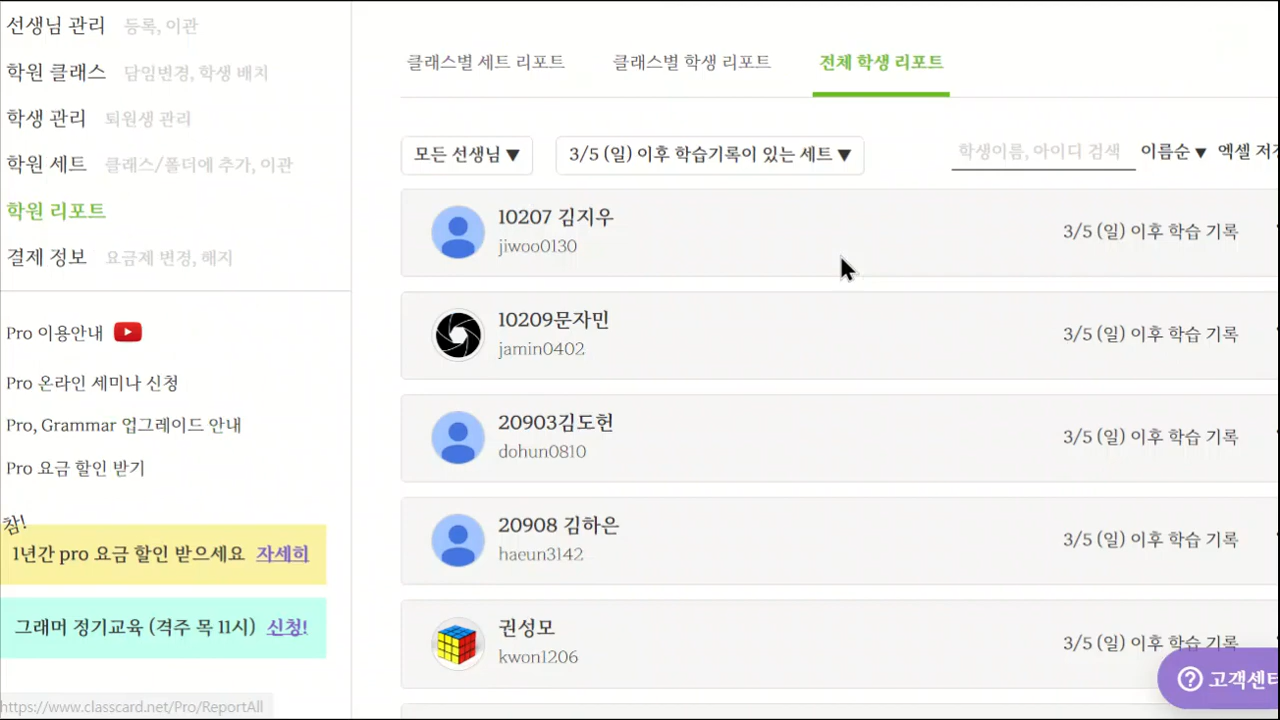 선생님 관리 등록, 이관
학원 클래스 담임변경, 학생 배치
학생 관리 퇴원생 관리
학원 세트 클래스/폴더에 추가, 이관
학원 리포트
결제 정보 요금제 변경, 해지
Pro 이용안내
Pro 온라인 세미나 신청
Pro, Grammar 업그레이드 안내
Pro 요금 할인 받기
참!
1년간 pro 요금 할인 받으세요 자세히
그래머 정기교육 (격주 목 11시) 신청!
https://www.classcard.net/Pro/ReportAll
클래스별 세트 리포트 클래스별 학생 리포트 전체 학생 리포트
모든 선생님▼ 3/5 (일) 이후 학습기록이 있는 세트▼ 학생이름, 아이디 검색 이름순▼ 엑셀
10207 김지우 3/5 (일) 이후 학습 기록
jiwoo0130
10209문자민 3/5 (일) 이후 학습 기록
jamin0402
20903김도헌 3/5 (일) 이후 학습 기록
dohun0810
20908 김하은 3/5 (일) 이후 학습 기록
haeun3142
권성모 3/5 (일) 이후 학습 기록
kwon1206
고객센터